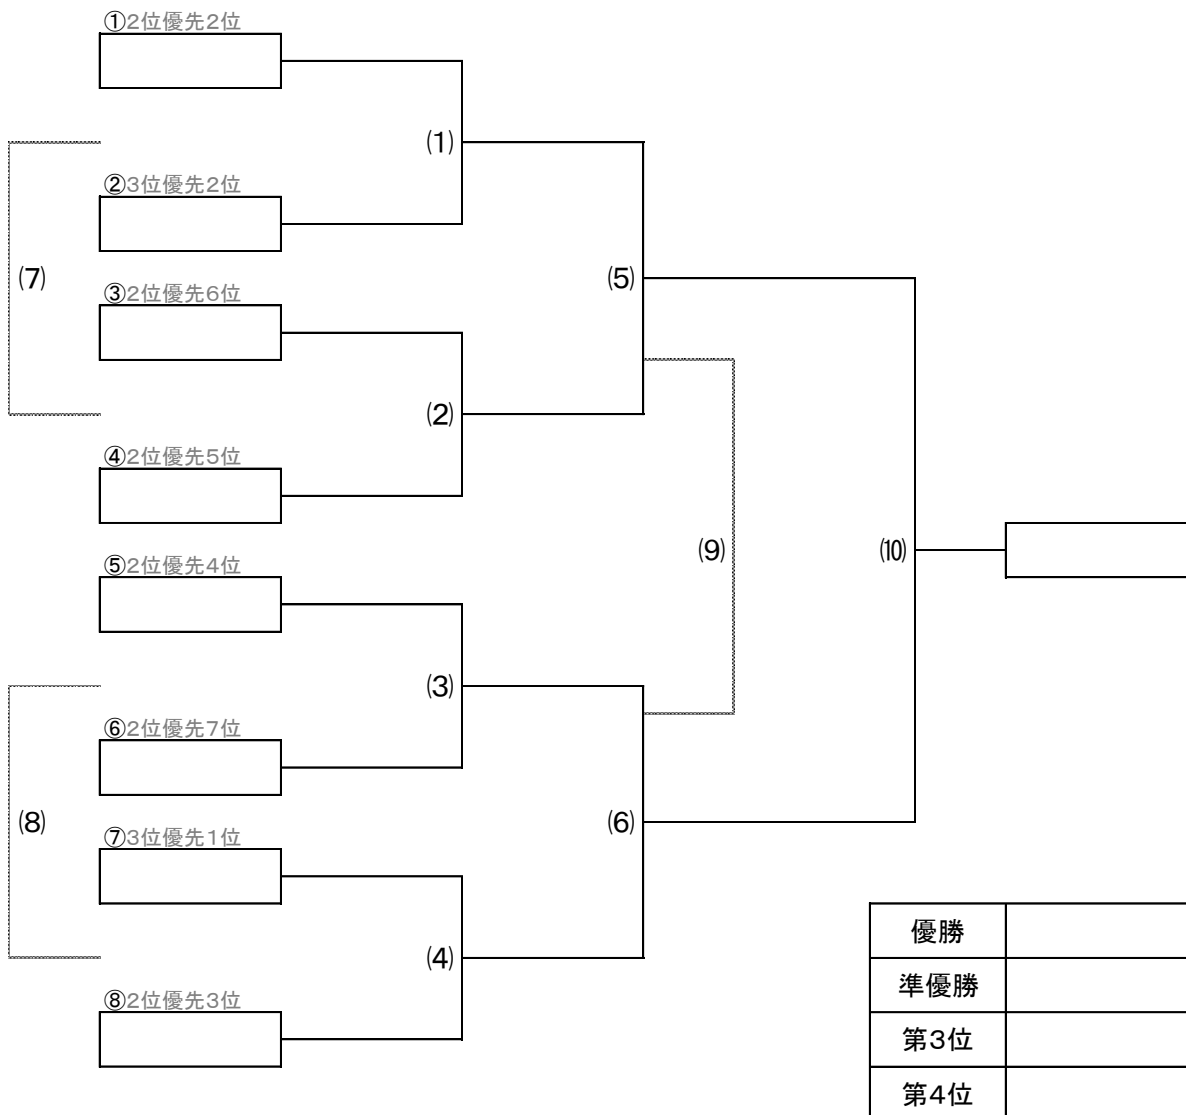 ①2位優先2位
⑴
②3位優先2位
⑺
⑸
③2位優先6位
⑵
④2位優先5位
⑼
⑽
⑤2位優先4位
⑶
⑥2位優先7位
⑻
⑹
⑦3位優先1位
⑷
⑧2位優先3位
優勝
準優勝
第3位
第4位